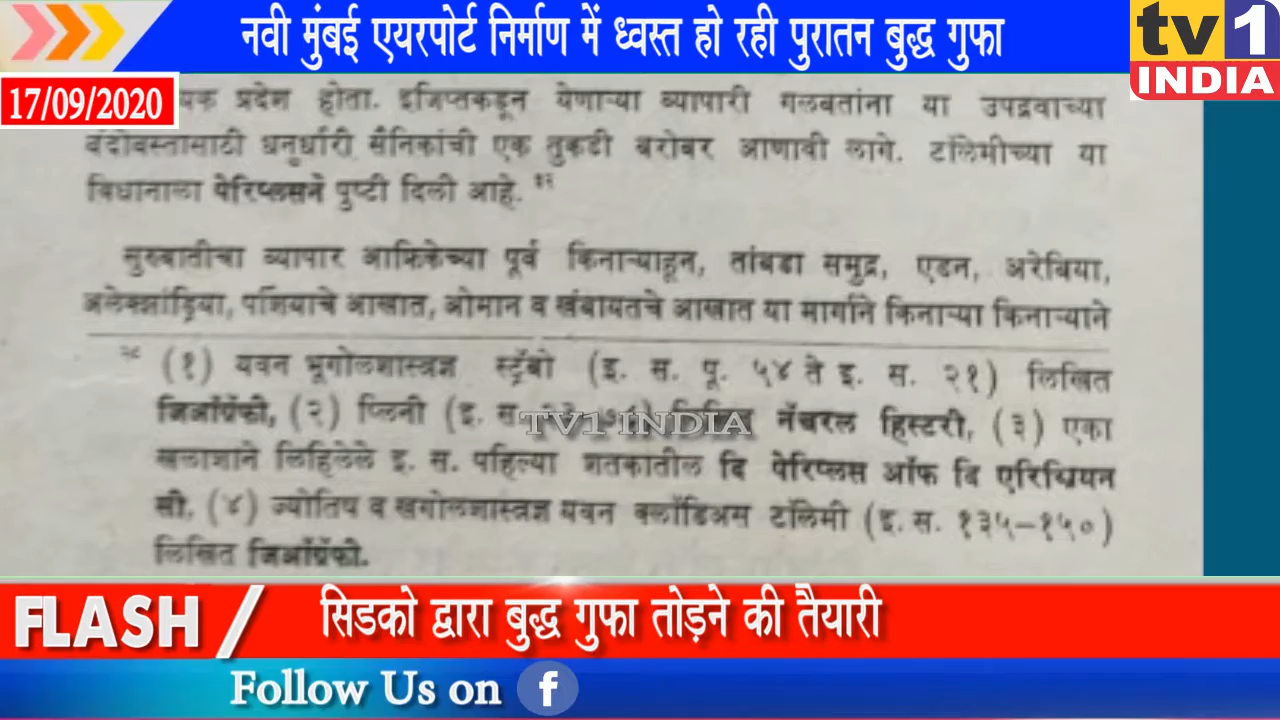 नवी मुंबई एयरपोर्ट निर्माण में ध्वस्त हो रही पुरातन बुद्ध गुफा
tv1
INDIA
17/09/2020
प्रदेश होता. इजिप्तकडून येणाऱ्या व्यापारी गलबतांना या उपद्रवाच्या
बंदोबस्तासाठी धनुर्धारी सैनिकांची एक तुकडी बरोबर आणावी लागे. टॉलेमीच्या या
विधानाला पेरिप्लसने पुष्टी दिली आहे.
सुरुवातीचा व्यापार आफ्रिकेच्या पूर्व किनाऱ्याहून, तांबडा समुद्र, एडन, अरेबिया,
अलेक्झांड्रिया, पर्शियाचे आखात, ओमान व खंबायतचे आखात या मार्गाने किनाऱ्या किनाऱ्याने
(१) यवन भूगोलशास्त्रज्ञ स्ट्रॅबो (इ. स. पू. ५४ ते इ. स. २१) लिखित
जिऑग्रॅफी, (२) प्लिनी (इ. स. लिखित नॅचरल हिस्टरी, (३) एका
TV1 INDIA
खलाशाने लिहिलेले इ. स. पहिल्या शतकातील दि पेरिप्लस ऑफ दि एरिथ्रियन
सी, (४) ज्योतिष व खगोलशास्त्रज्ञ यवन क्लॉडिअस टॉलेमी (इ. स. १३५–१५०)
लिखित जिऑग्रॅफी.
FLASH
सिडको द्वारा बुद्ध गुफा तोड़ने की तैयारी
Follow Us on f